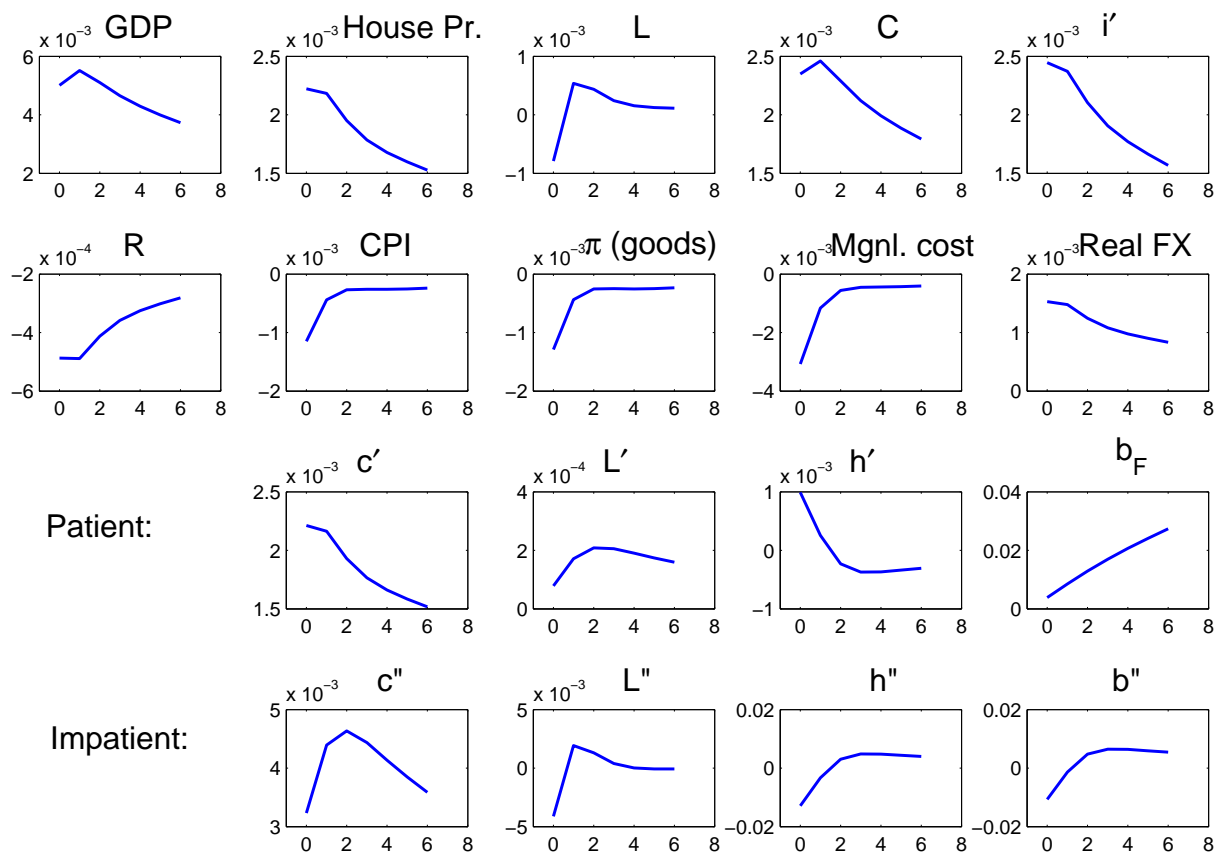 x 10⁻³ GDP
x 10⁻³ House Pr.
x 10⁻³ L
x 10⁻³ C
x 10⁻³ i′
6 2.5 1 2.5 2.5
4 2 0 2 2
2 1.5 −1 1.5 1.5
0 2 4 6 8 0 2 4 6 8 0 2 4 6 8 0 2 4 6 8 0 2 4 6 8
x 10⁻⁴ R
x 10⁻³ CPI
x 10⁻³ π (goods)
x 10⁻³ Mgnl. cost
x 10⁻³ Real FX
−2 0 0 0 2
−4 −1 −1 −2 1
−6 −2 −2 −4 0
0 2 4 6 8 0 2 4 6 8 0 2 4 6 8 0 2 4 6 8 0 2 4 6 8
Patient:
x 10⁻³ c′
x 10⁻⁴ L′
x 10⁻³ h′
b_F
2.5 4 1 0.04
2 2 0 0.02
1.5 0 −1 0
0 2 4 6 8 0 2 4 6 8 0 2 4 6 8 0 2 4 6 8
Impatient:
x 10⁻³ c"
x 10⁻³ L"
h"
b"
5 5 0.02 0.02
4 0 0 0
3 −5 −0.02 −0.02
0 2 4 6 8 0 2 4 6 8 0 2 4 6 8 0 2 4 6 8